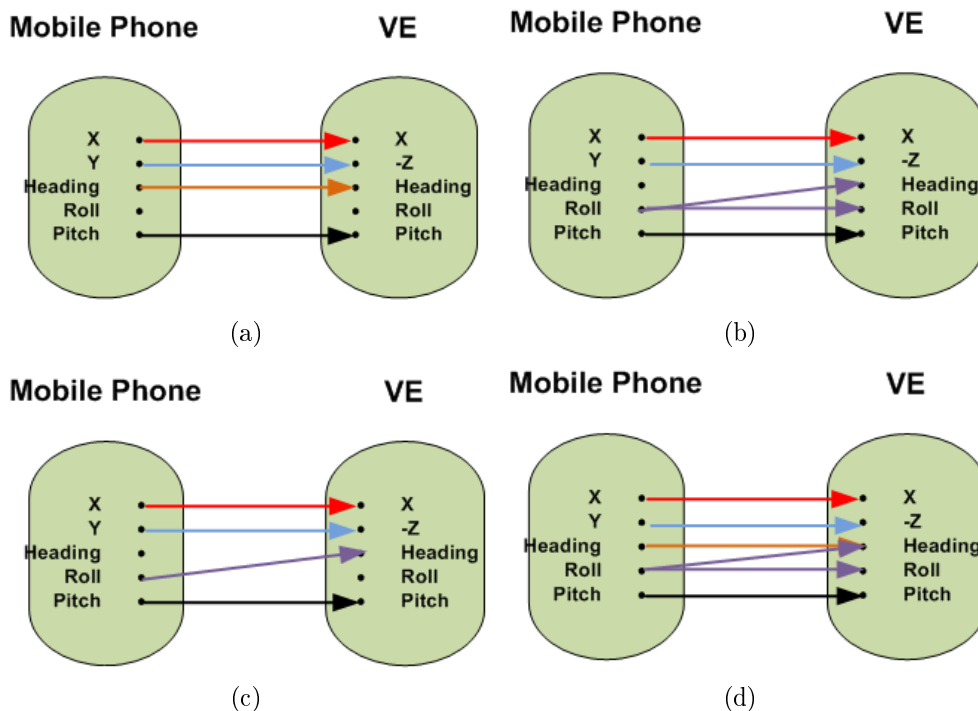 Mobile Phone VE
X X
Y -Z
Heading Heading
Roll Roll
Pitch Pitch
(a)
Mobile Phone VE
X X
Y -Z
Heading Heading
Roll Roll
Pitch Pitch
(b)
Mobile Phone VE
X X
Y -Z
Heading Heading
Roll Roll
Pitch Pitch
(c)
Mobile Phone VE
X X
Y -Z
Heading Heading
Roll Roll
Pitch Pitch
(d)